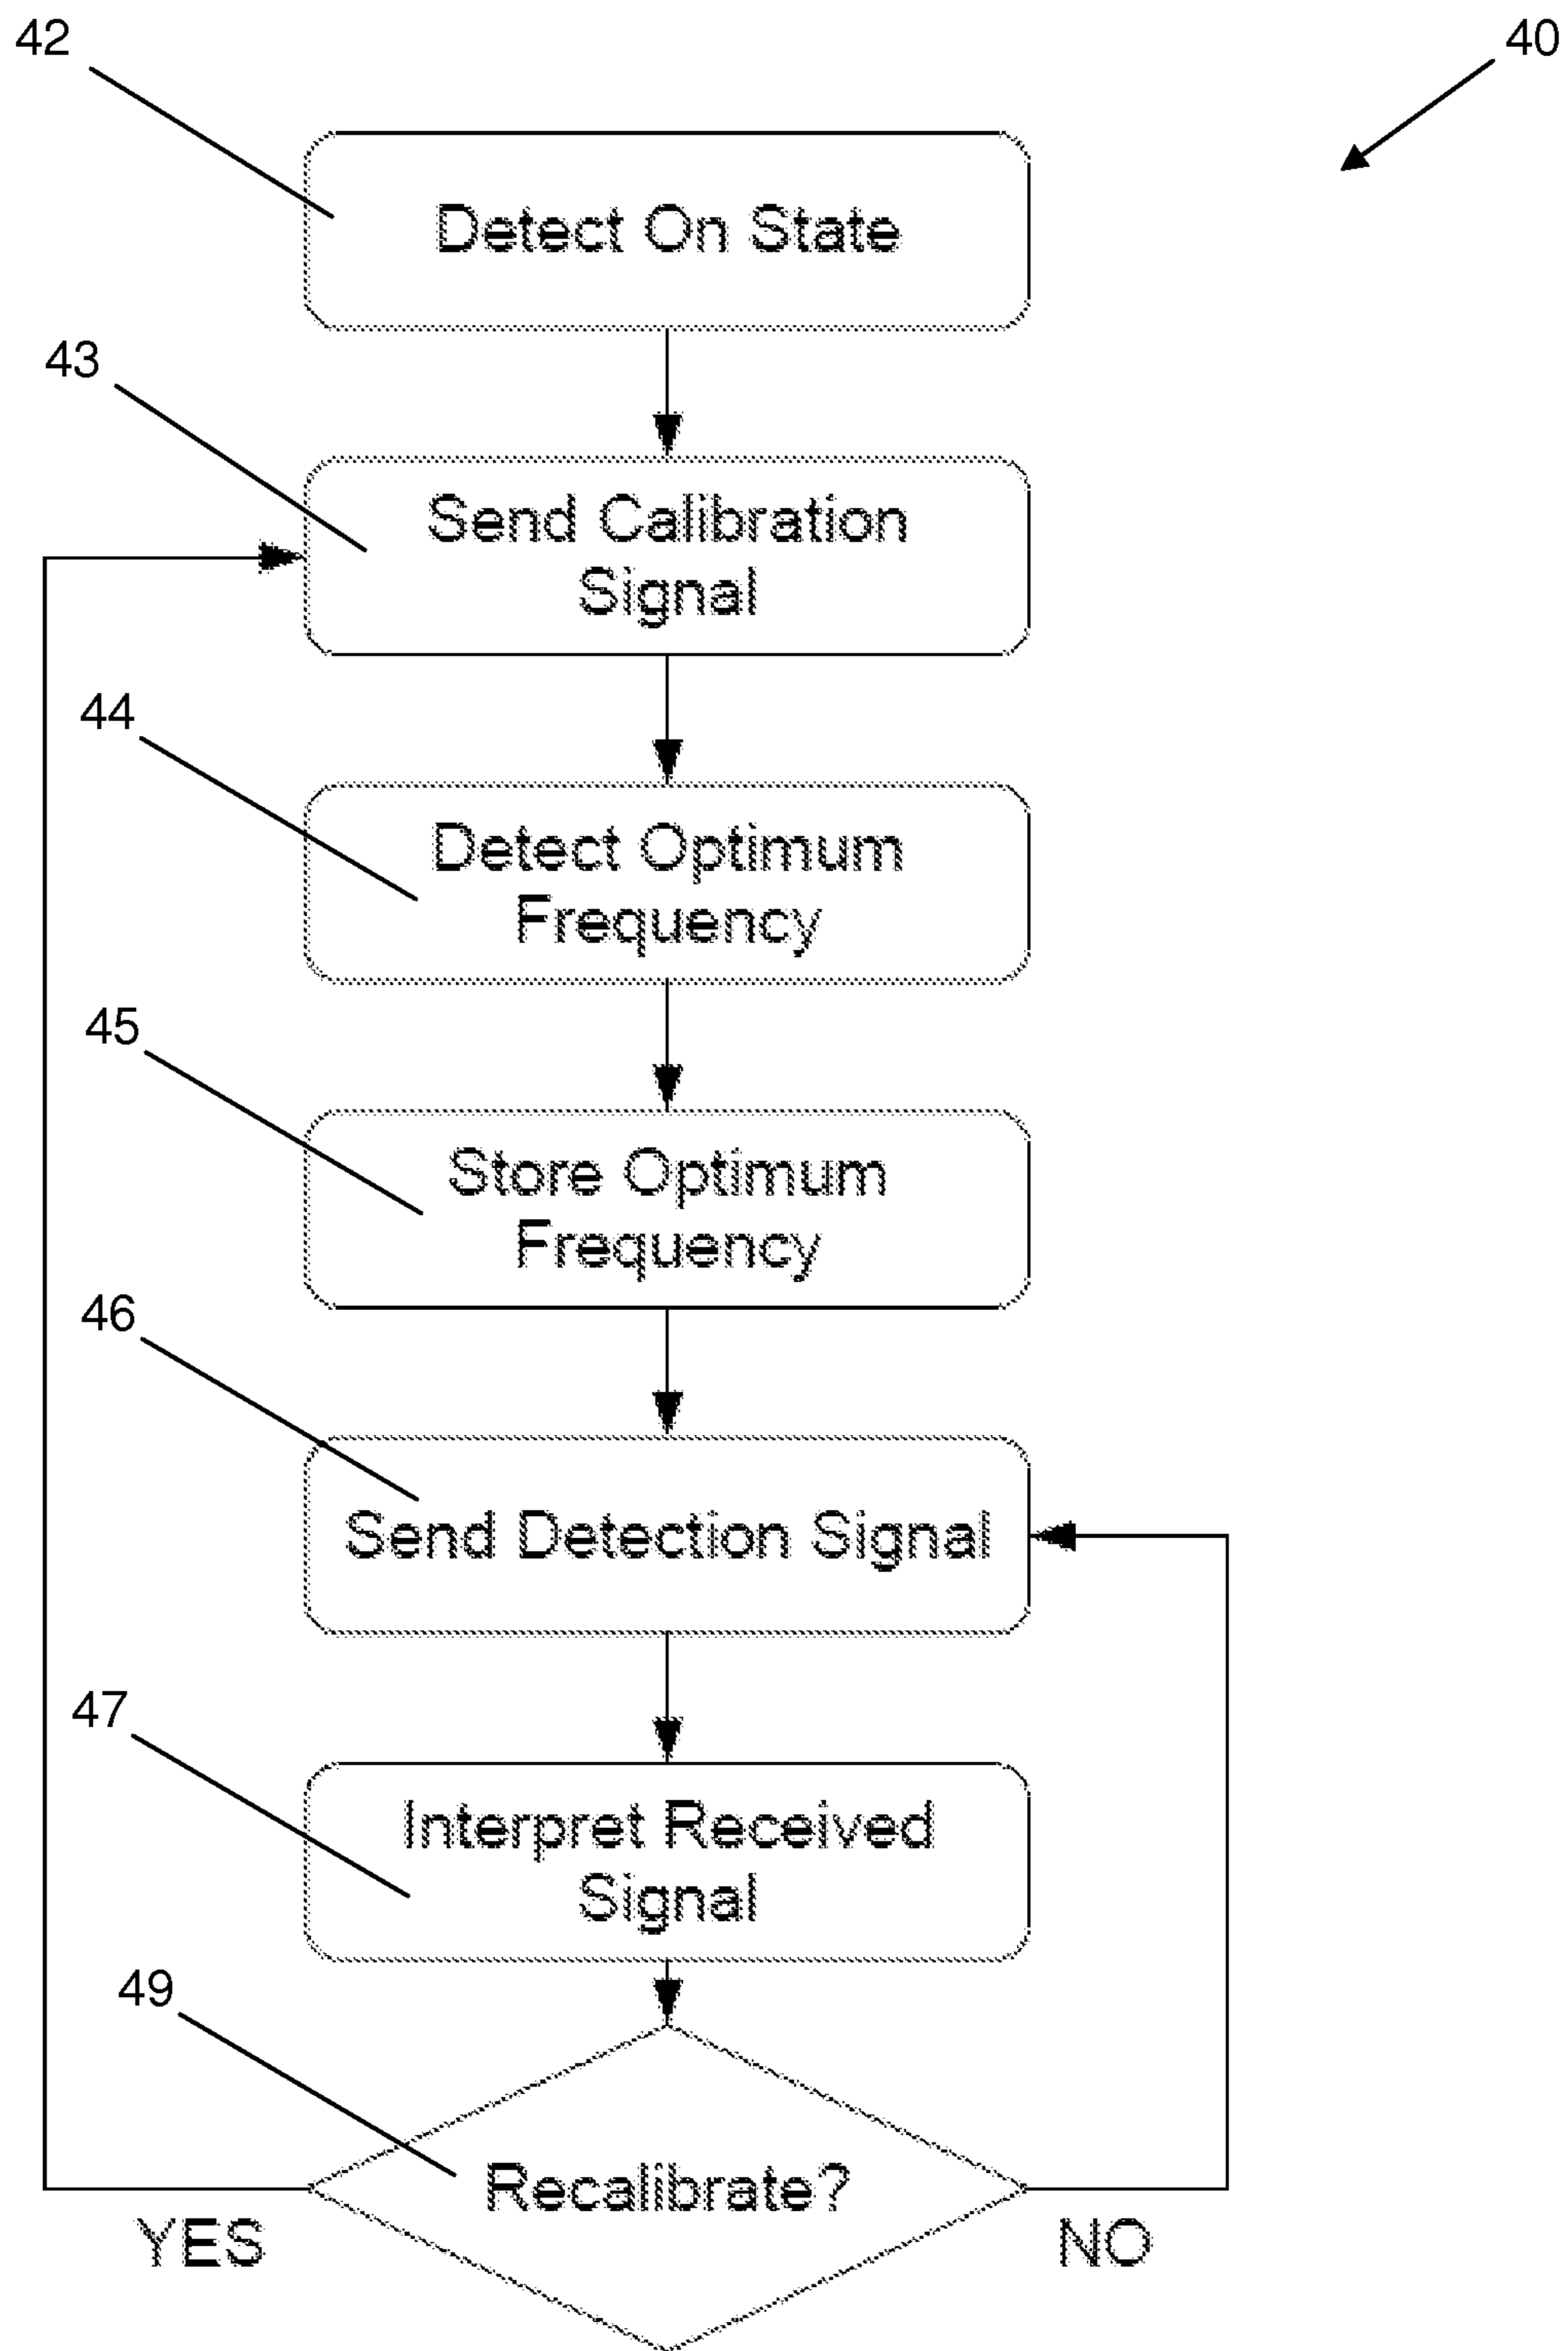 42
40
Detect On State
43
Send Calibration
Signal
44
Detect Optimum
Frequency
45
Store Optimum
Frequency
46
Send Detection Signal
47
Interpret Received
Signal
49
Recalibrate?
YES
NO